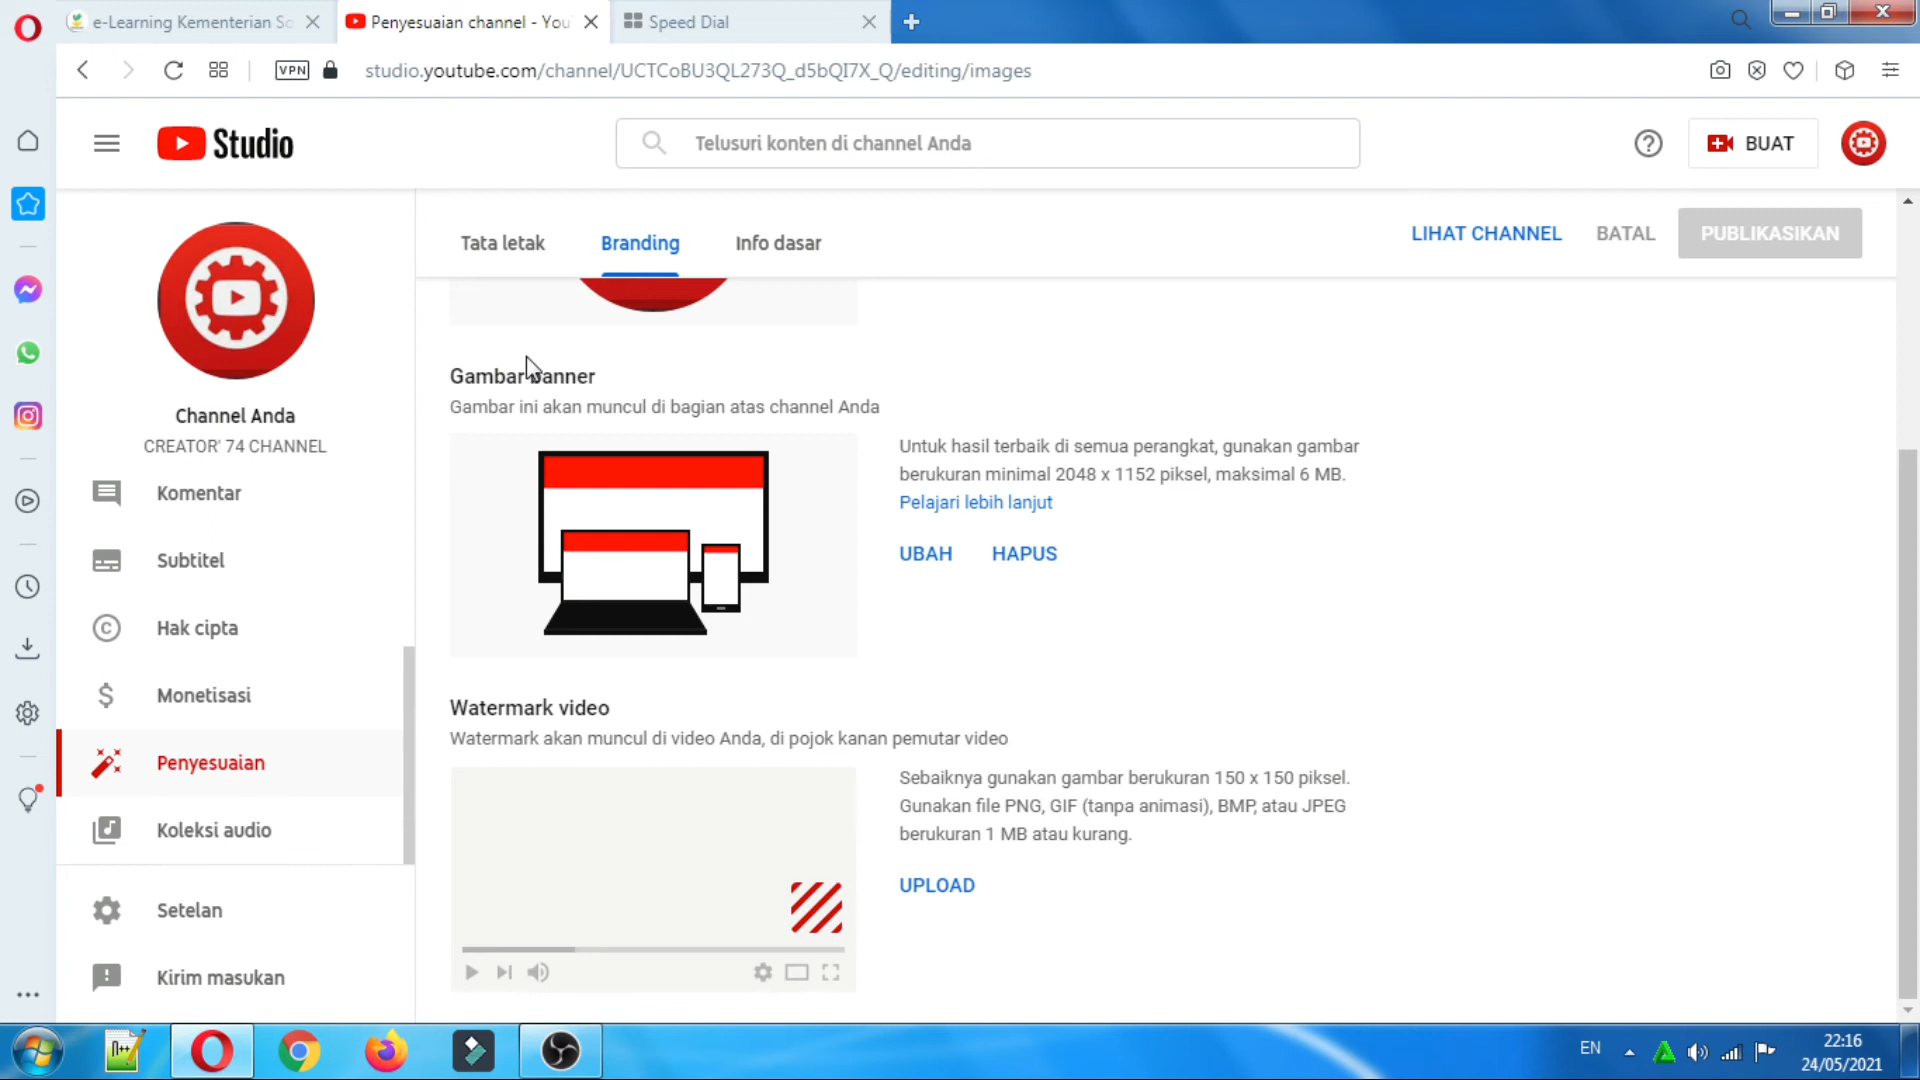 e-Learning Kementerian So
Penyesuaian channel - You
Speed Dial
VPN
studio.youtube.com/channel/UCTCoBU3QL273Q_d5bQI7X_Q/editing/images
Studio
Telusuri konten di channel Anda
BUAT
Tata letak
Branding
Info dasar
LIHAT CHANNEL
BATAL
PUBLIKASIKAN
Channel Anda
CREATOR' 74 CHANNEL
Komentar
Subtitel
Hak cipta
Monetisasi
Penyesuaian
Koleksi audio
Setelan
Kirim masukan
Gambar banner
Gambar ini akan muncul di bagian atas channel Anda
Untuk hasil terbaik di semua perangkat, gunakan gambar
berukuran minimal 2048 x 1152 piksel, maksimal 6 MB.
Pelajari lebih lanjut
UBAH
HAPUS
Watermark video
Watermark akan muncul di video Anda, di pojok kanan pemutar video
Sebaiknya gunakan gambar berukuran 150 x 150 piksel.
Gunakan file PNG, GIF (tanpa animasi), BMP, atau JPEG
berukuran 1 MB atau kurang.
UPLOAD
EN
22:16
24/05/2021